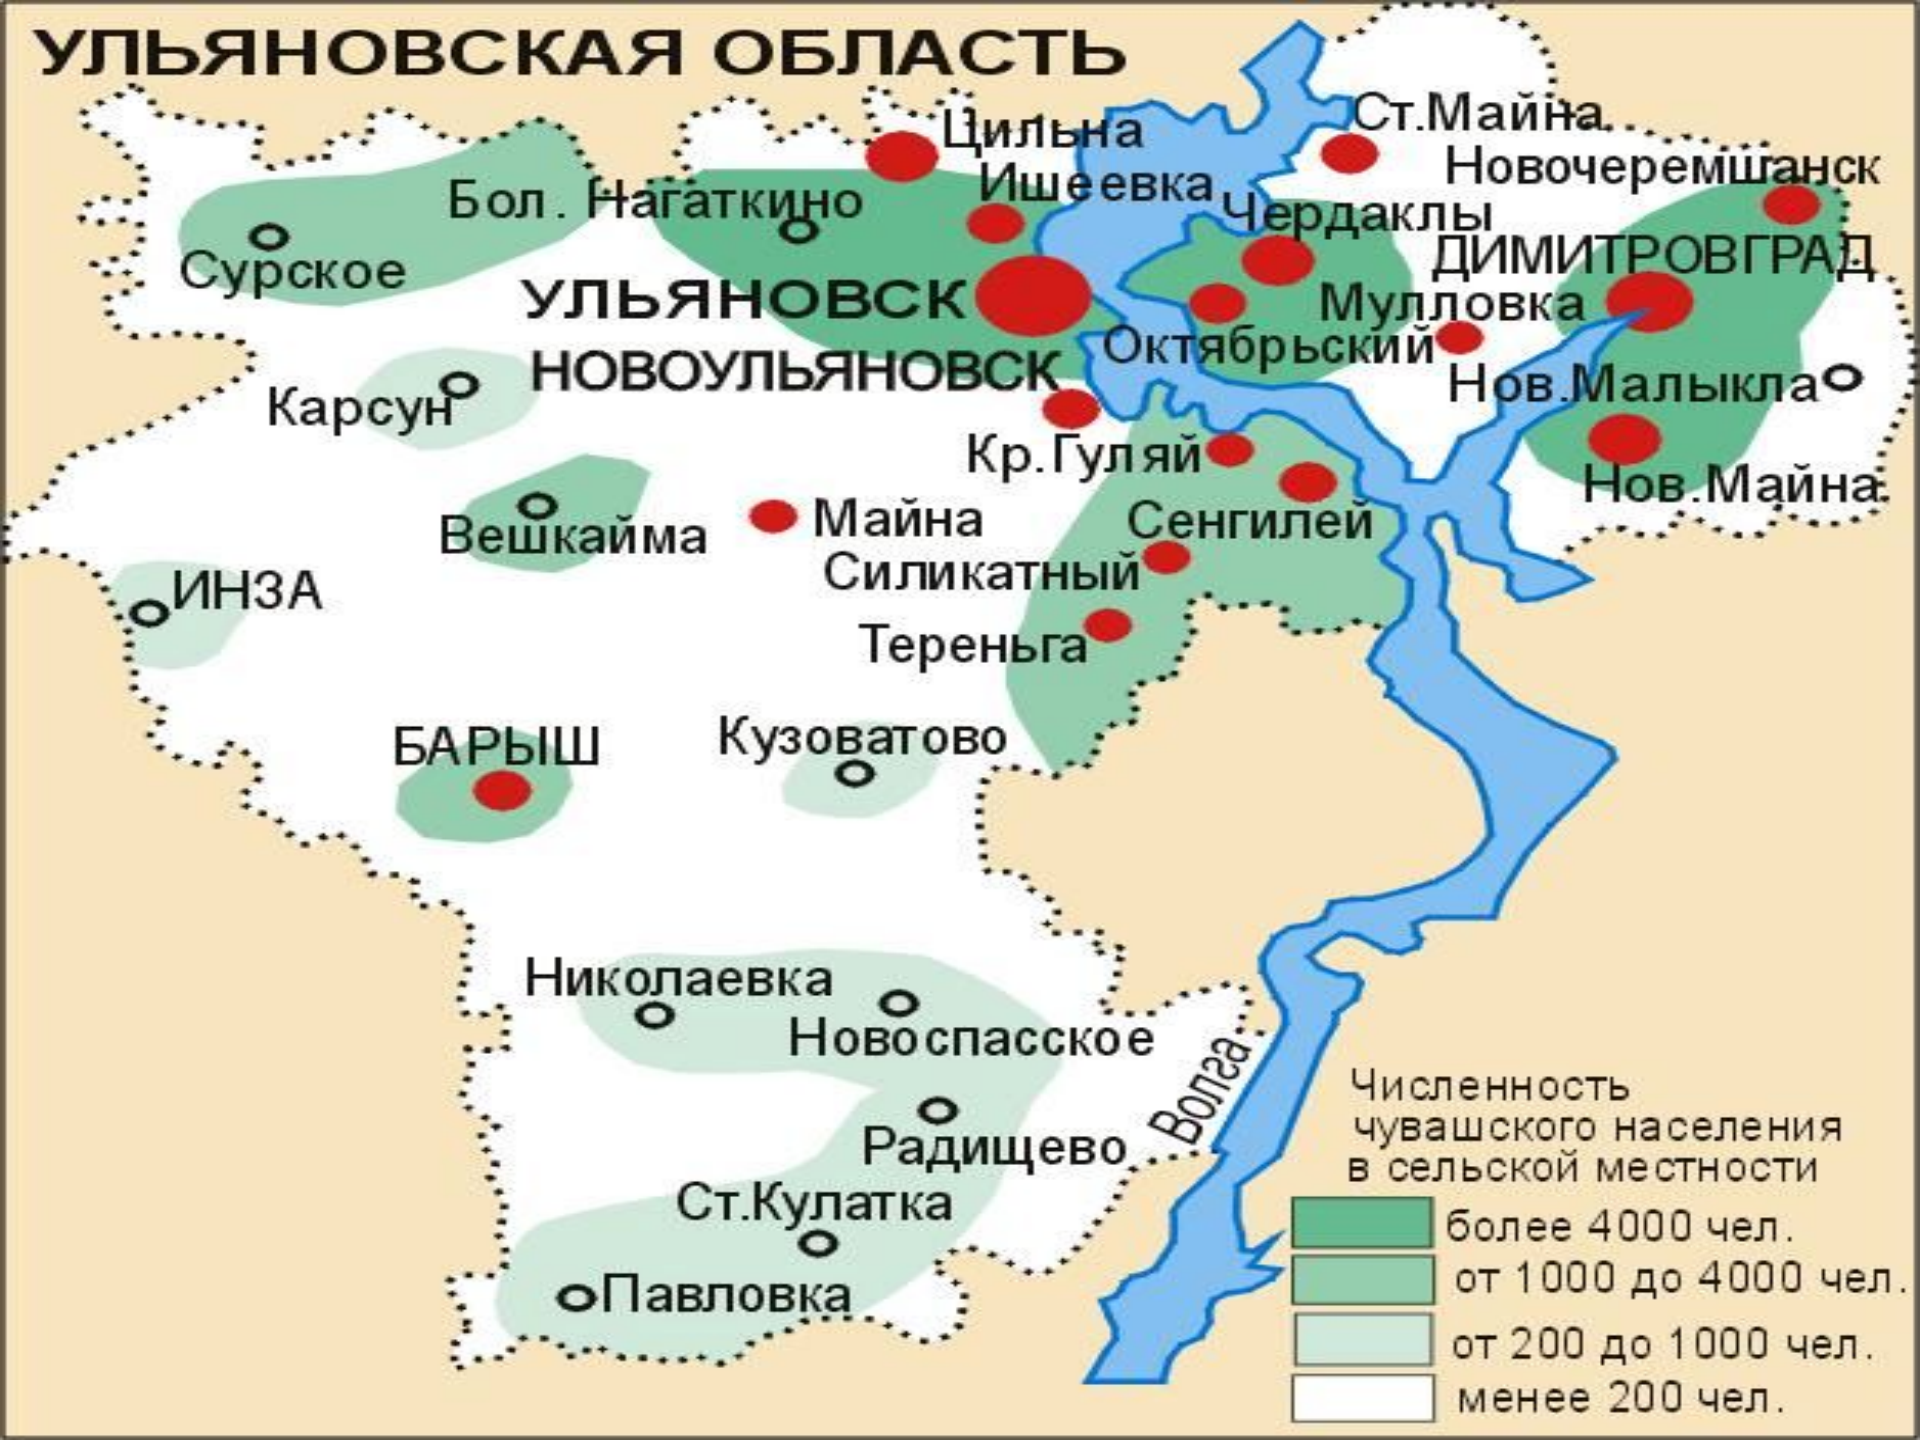 УЛЬЯНОВСКАЯ ОБЛАСТЬ
Цильна
Ст.Майна
Ишеевка
Новочеремшанск
Бол. Нагаткино
Чердаклы
ДИМИТРОВГРАД
Сурское
УЛЬЯНОВСК
Мулловка
Октябрьский
НОВОУЛЬЯНОВСК
Нов.Малыкла
Карсун
Кр.Гуляй
Нов.Майна
Майна
Сенгилей
Вешкайма
Силикатный
ИНЗА
Тереньга
БАРЫШ
Кузоватово
Николаевка
Новоспасское
Волга
Радищево
Ст.Кулатка
Павловка
Численность
чувашского населения
в сельской местности
более 4000 чел.
от 1000 до 4000 чел.
от 200 до 1000 чел.
менее 200 чел.